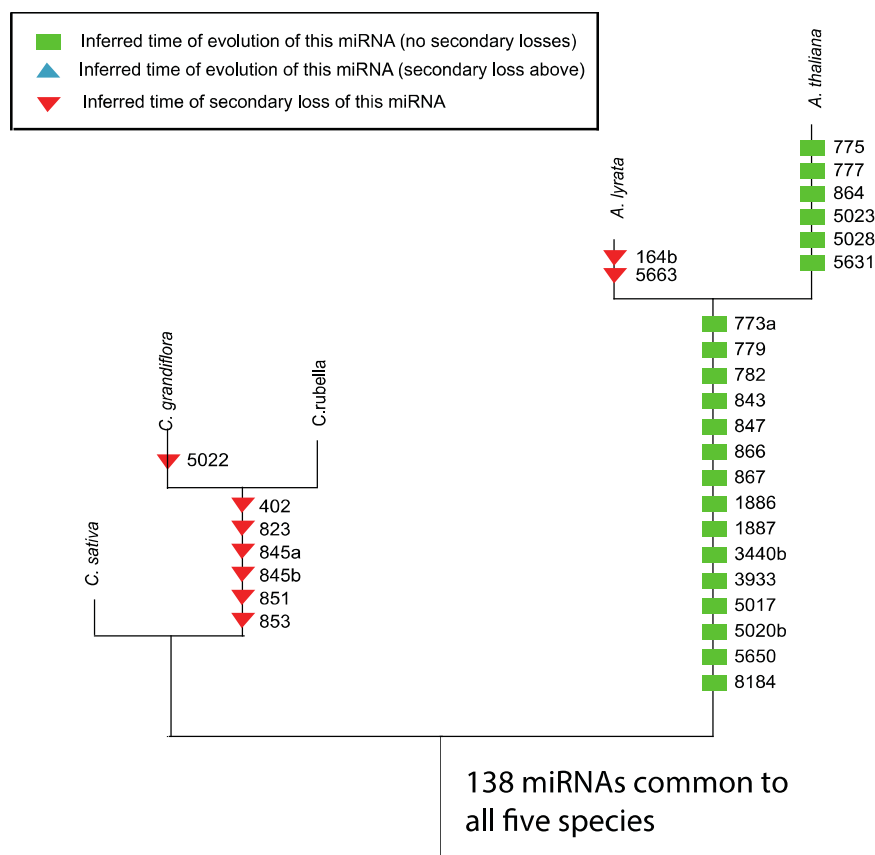 Inferred time of evolution of this miRNA (no secondary losses)
Inferred time of evolution of this miRNA (secondary loss above)
Inferred time of secondary loss of this miRNA
A. thaliana
775
777
864
5023
5028
5631
A. lyrata
164b
5663
773a
779
782
843
847
866
867
1886
1887
3440b
3933
5017
5020b
5650
8184
C. grandiflora
C.rubella
5022
402
823
845a
845b
851
853
C. sativa
138 miRNAs common to
all five species